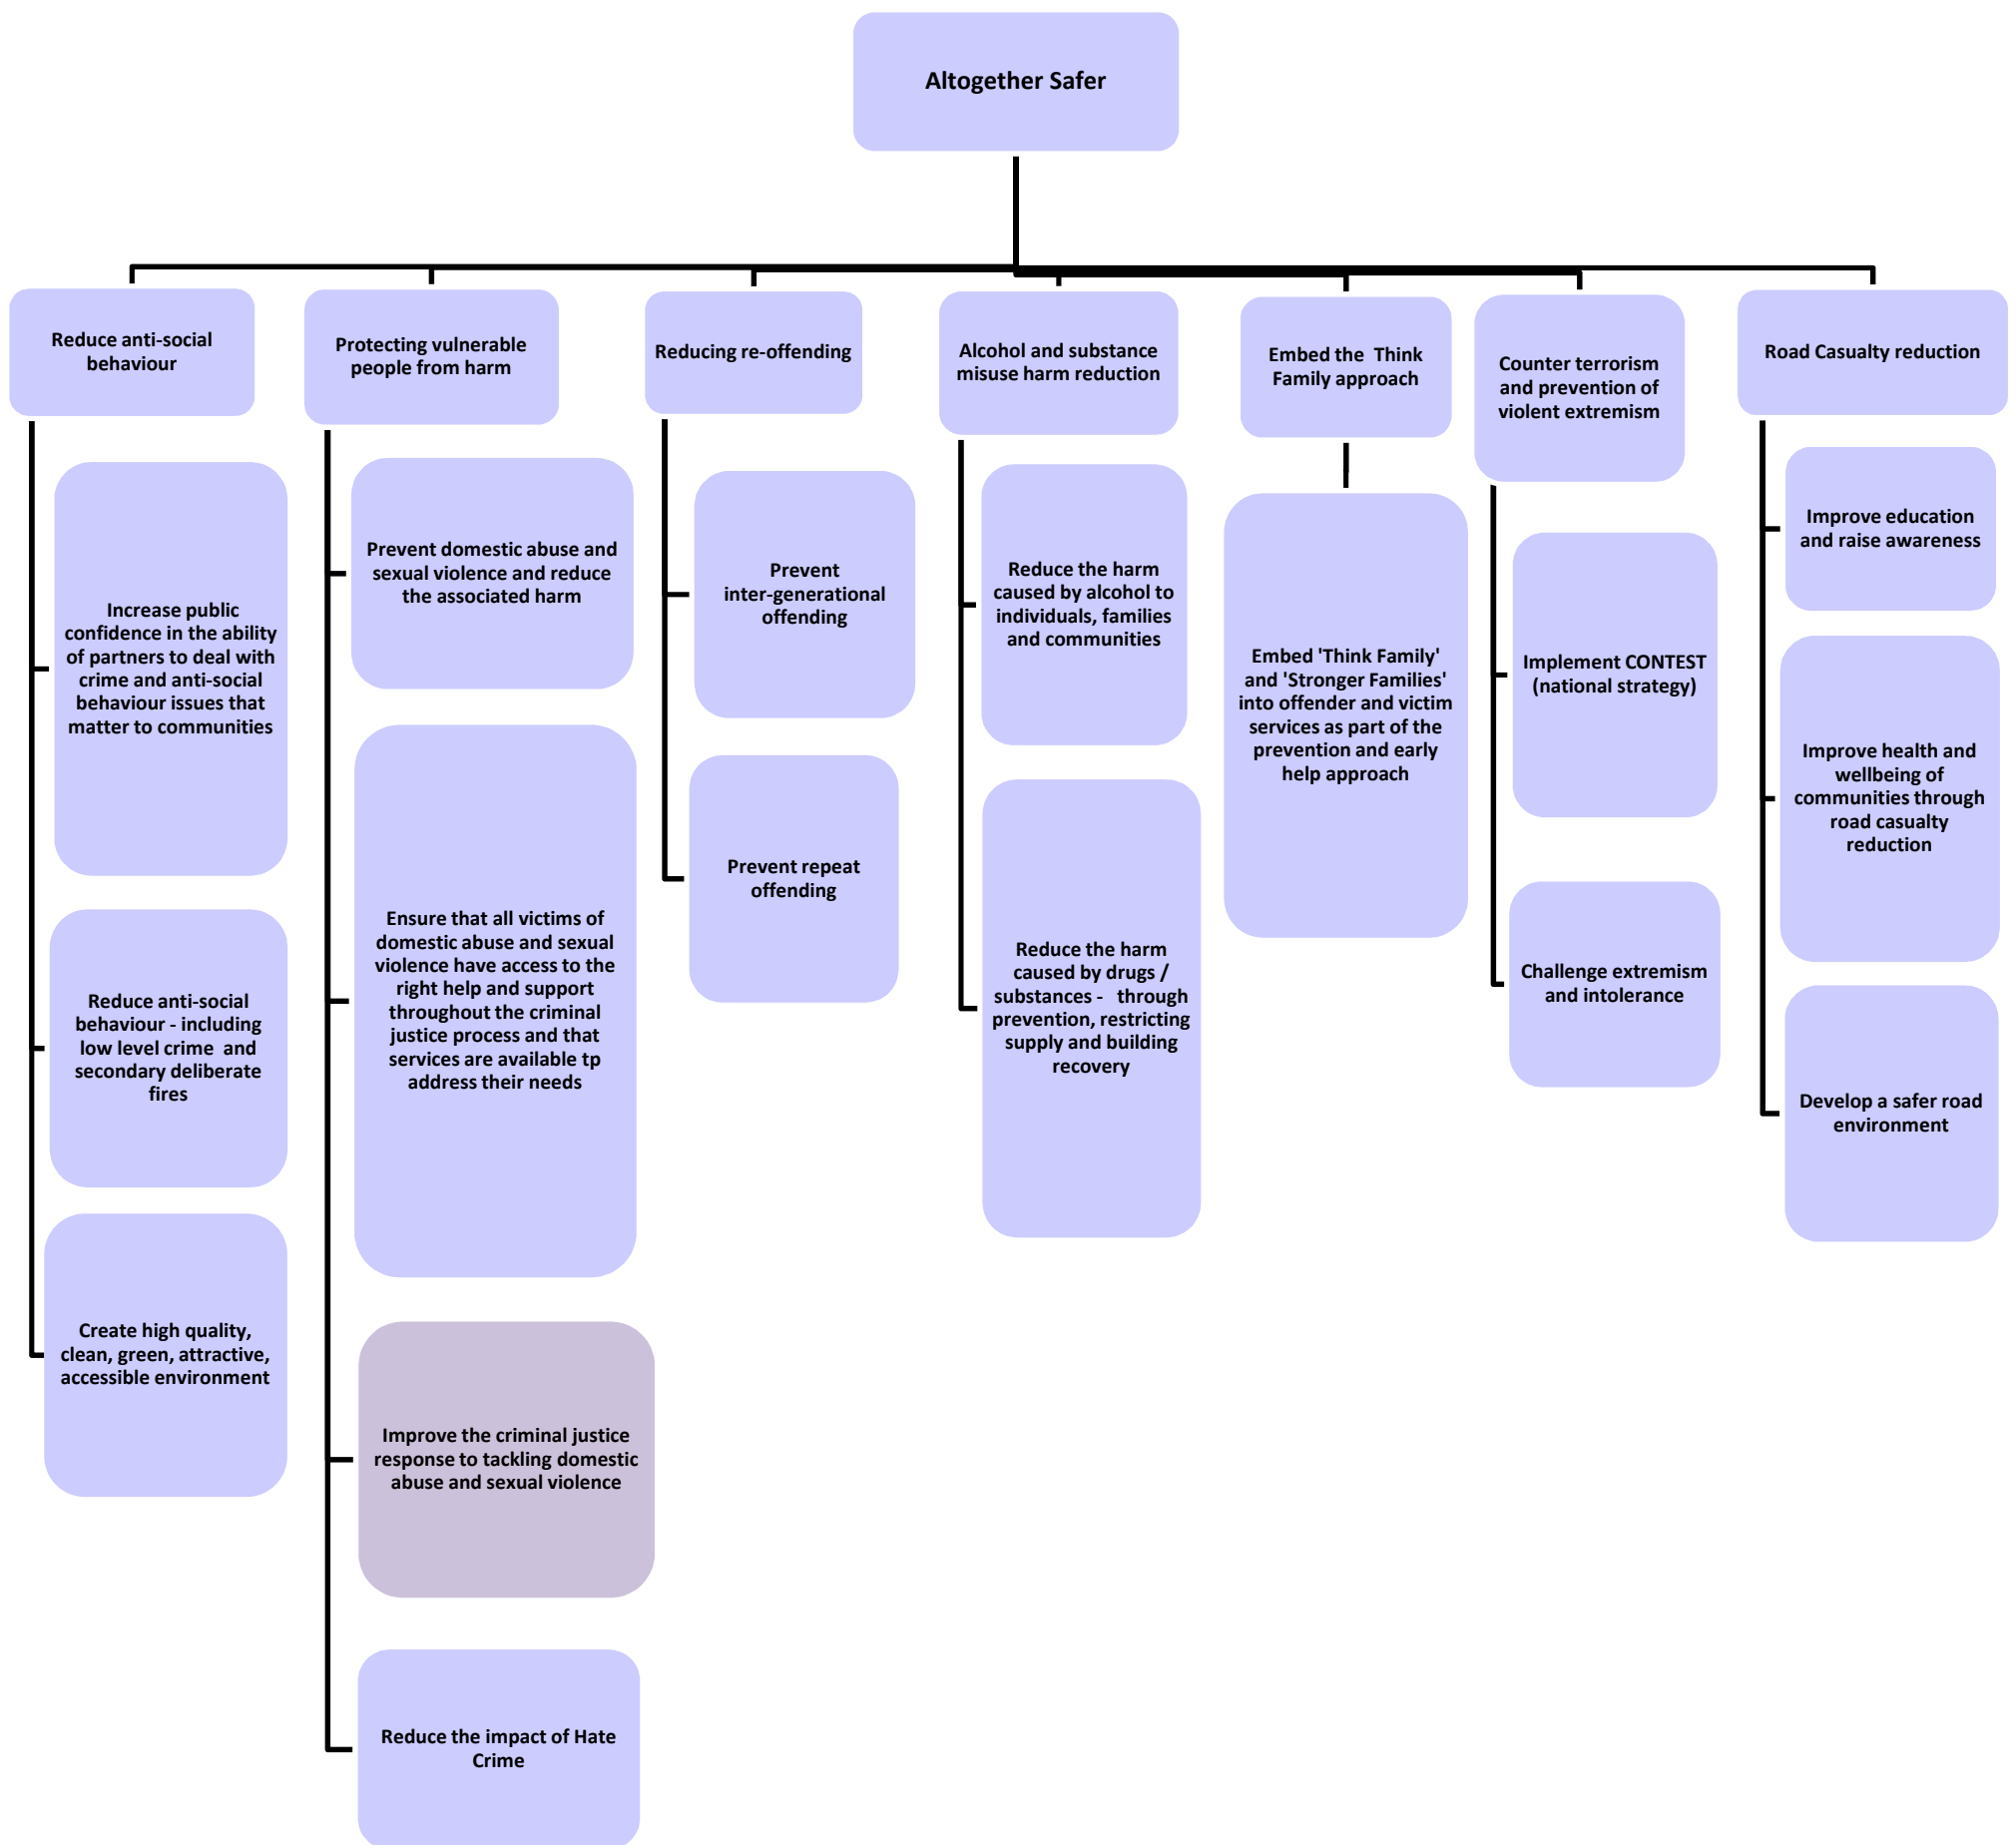 Altogether Safer
Reduce anti-social
behaviour
Increase public
confidence in the ability
of partners to deal with
crime and anti-social
behaviour issues that
matter to communities
Reduce anti-social
behaviour - including
low level crime and
secondary deliberate
fires
Create high quality,
clean, green, attractive,
accessible environment
Protecting vulnerable
people from harm
Prevent domestic abuse and
sexual violence and reduce
the associated harm
Ensure that all victims of
domestic abuse and sexual
violence have access to the
right help and support
throughout the criminal
justice process and that
services are available tp
address their needs
Improve the criminal justice
response to tackling domestic
abuse and sexual violence
Reduce the impact of Hate
Crime
Reducing re-offending
Prevent
inter-generational
offending
Prevent repeat
offending
Alcohol and substance
misuse harm reduction
Reduce the harm
caused by alcohol to
individuals, families
and communities
Reduce the harm
caused by drugs /
substances - through
prevention, restricting
supply and building
recovery
Embed the Think
Family approach
Embed 'Think Family'
and 'Stronger Families'
into offender and victim
services as part of the
prevention and early
help approach
Counter terrorism
and prevention of
violent extremism
Implement CONTEST
(national strategy)
Challenge extremism
and intolerance
Road Casualty reduction
Improve education
and raise awareness
Improve health and
wellbeing of
communities through
road casualty
reduction
Develop a safer road
environment